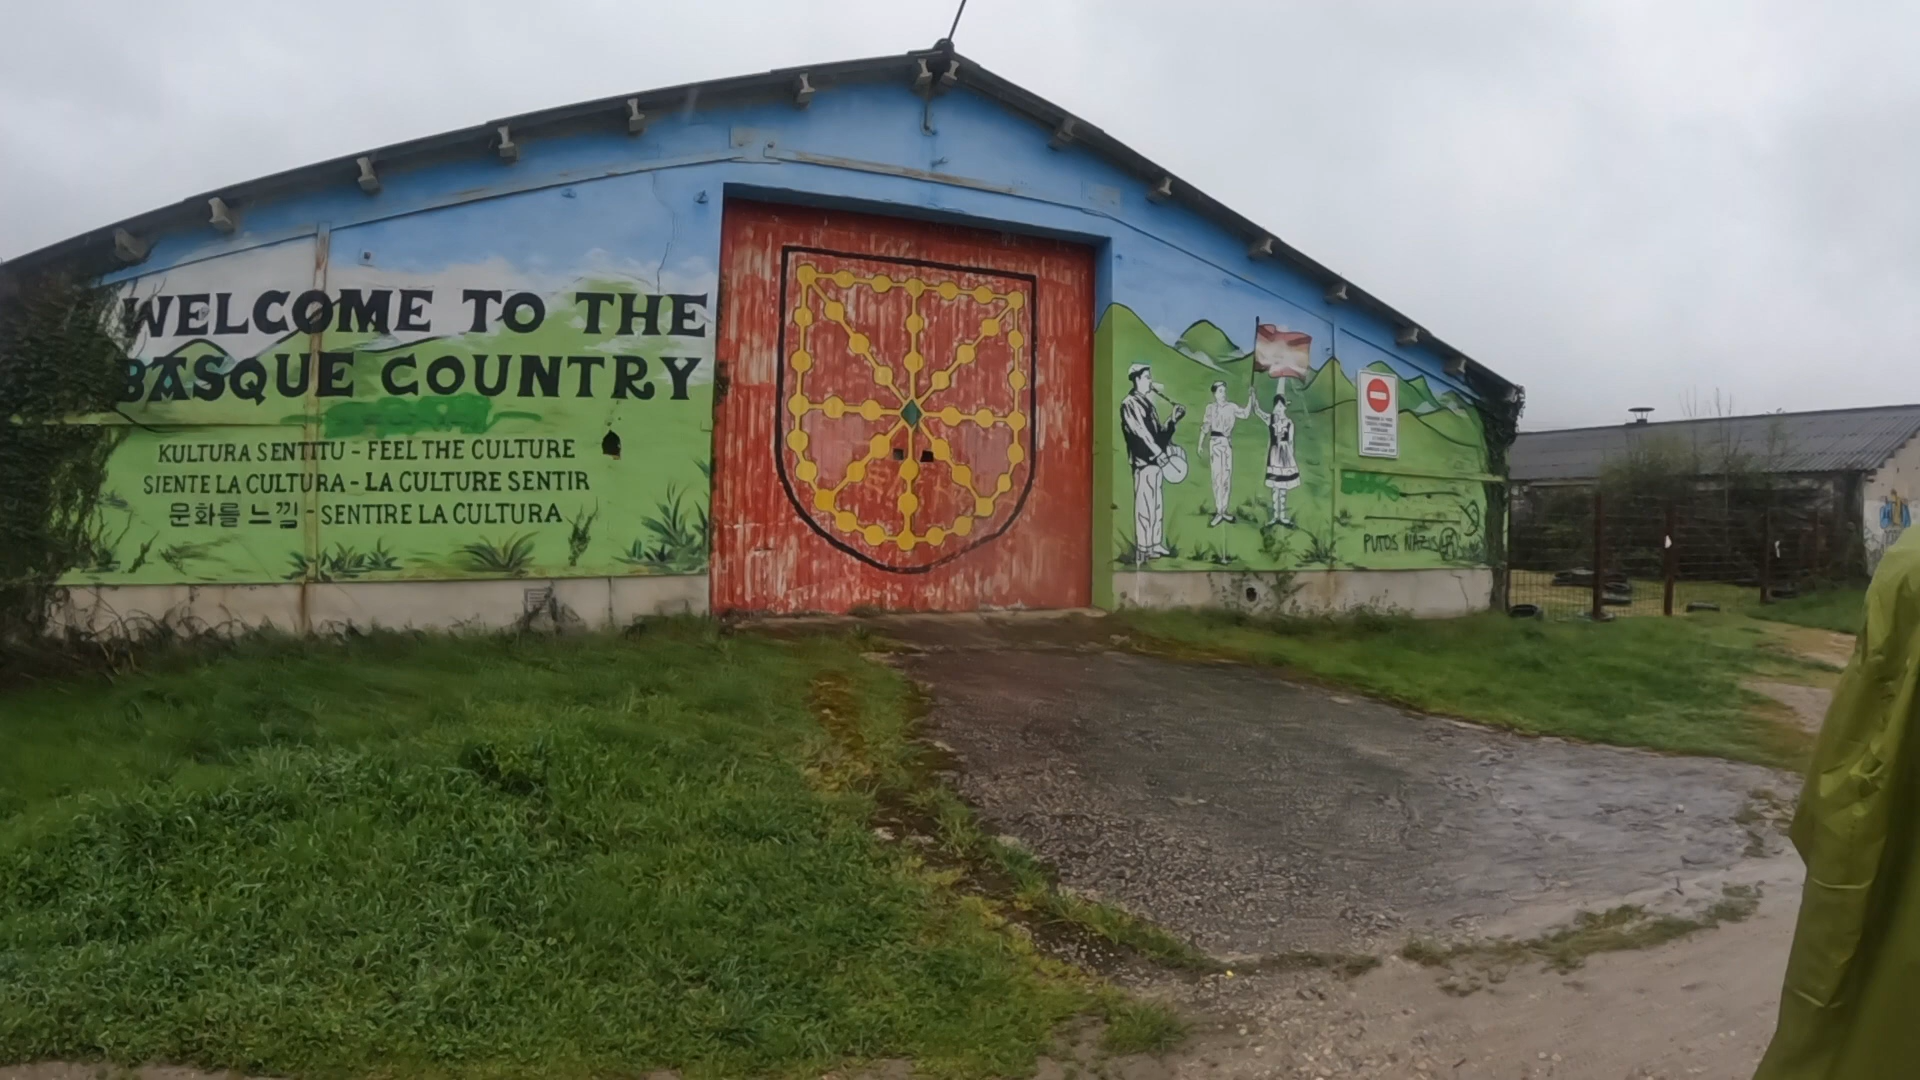 WELCOME TO THE
BASQUE COUNTRY
KULTURA SENTITU - FEEL THE CULTURE
SIENTE LA CULTURA - LA CULTURE SENTIR
문화를 느낌 - SENTIRE LA CULTURA
PUTOS NAZIS